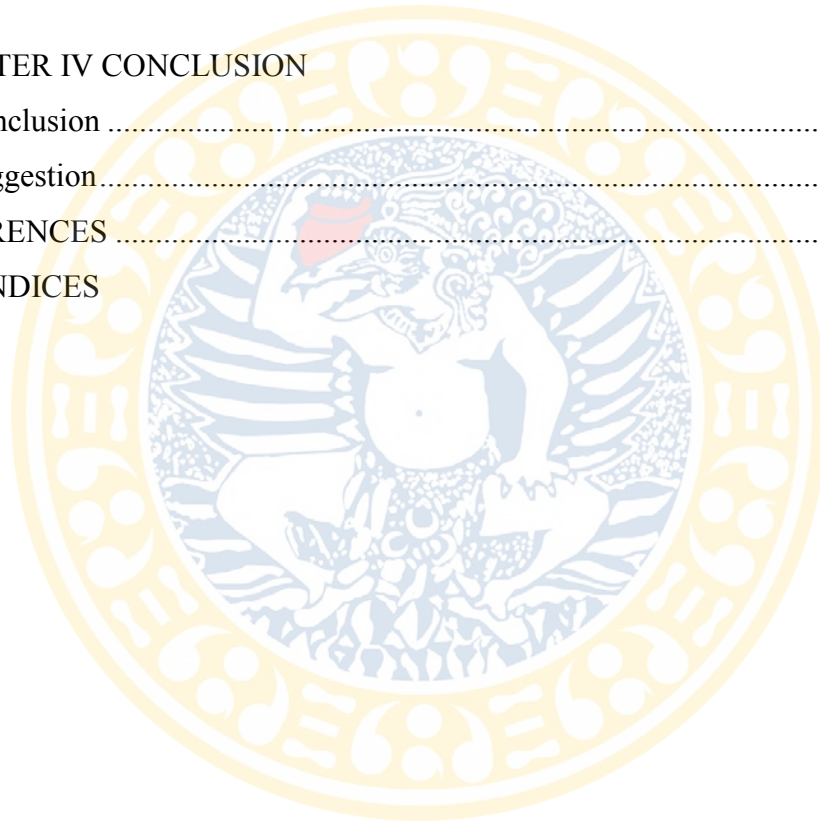 TER IV CONCLUSION
nclusion ....................................................................................
ggestion.....................................................................................
RENCES ...................................................................................
NDICES